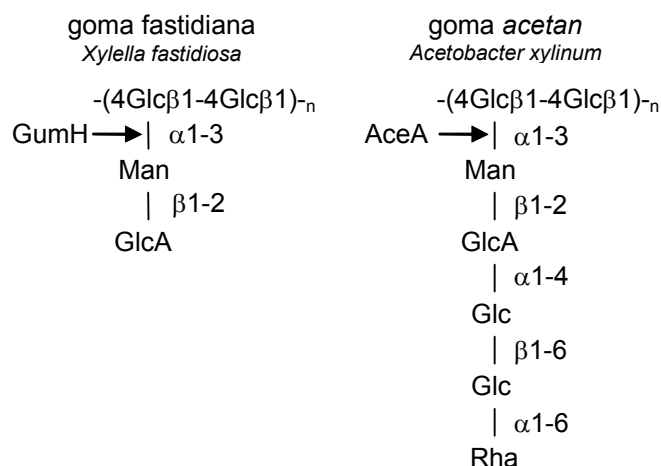 goma fastidiana
Xylella fastidiosa
-(4Glcβ1-4Glcβ1)-n
GumH
α1-3
Man
β1-2
GlcA
goma acetan
Acetobacter xylinum
-(4Glcβ1-4Glcβ1)-n
AceA
α1-3
Man
β1-2
GlcA
α1-4
Glc
β1-6
Glc
α1-6
Rha